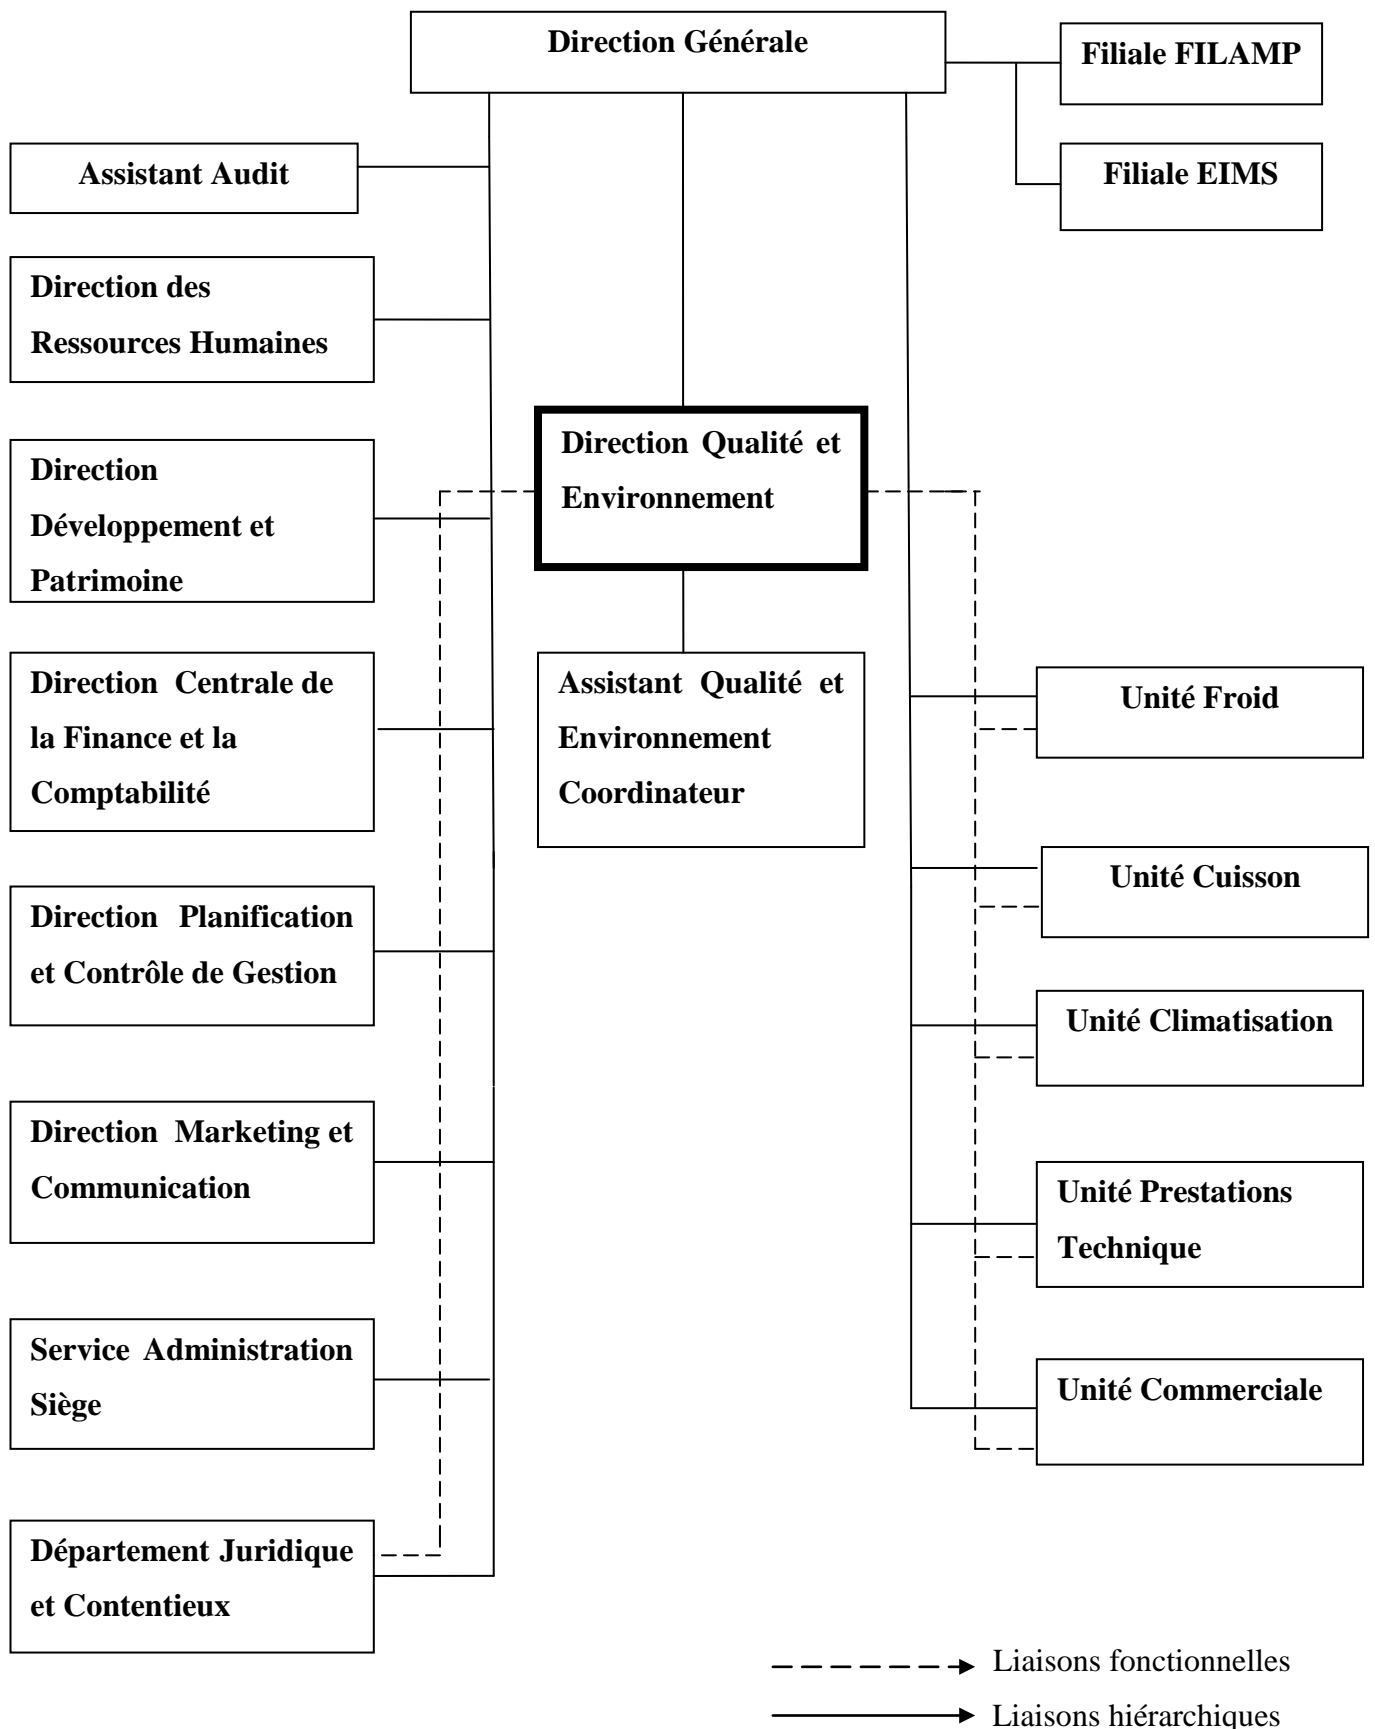 Direction Générale
Filiale FILAMP
Filiale EIMS
Assistant Audit
Direction des
Ressources Humaines
Direction
Développement et
Patrimoine
Direction Centrale de
la Finance et la
Comptabilité
Direction Planification
et Contrôle de Gestion
Direction Marketing et
Communication
Service Administration
Siège
Département Juridique
et Contentieux
Direction Qualité et
Environnement
Assistant Qualité et
Environnement
Coordinateur
Unité Froid
Unité Cuisson
Unité Climatisation
Unité Prestations
Technique
Unité Commerciale
Liaisons fonctionnelles
Liaisons hiérarchiques